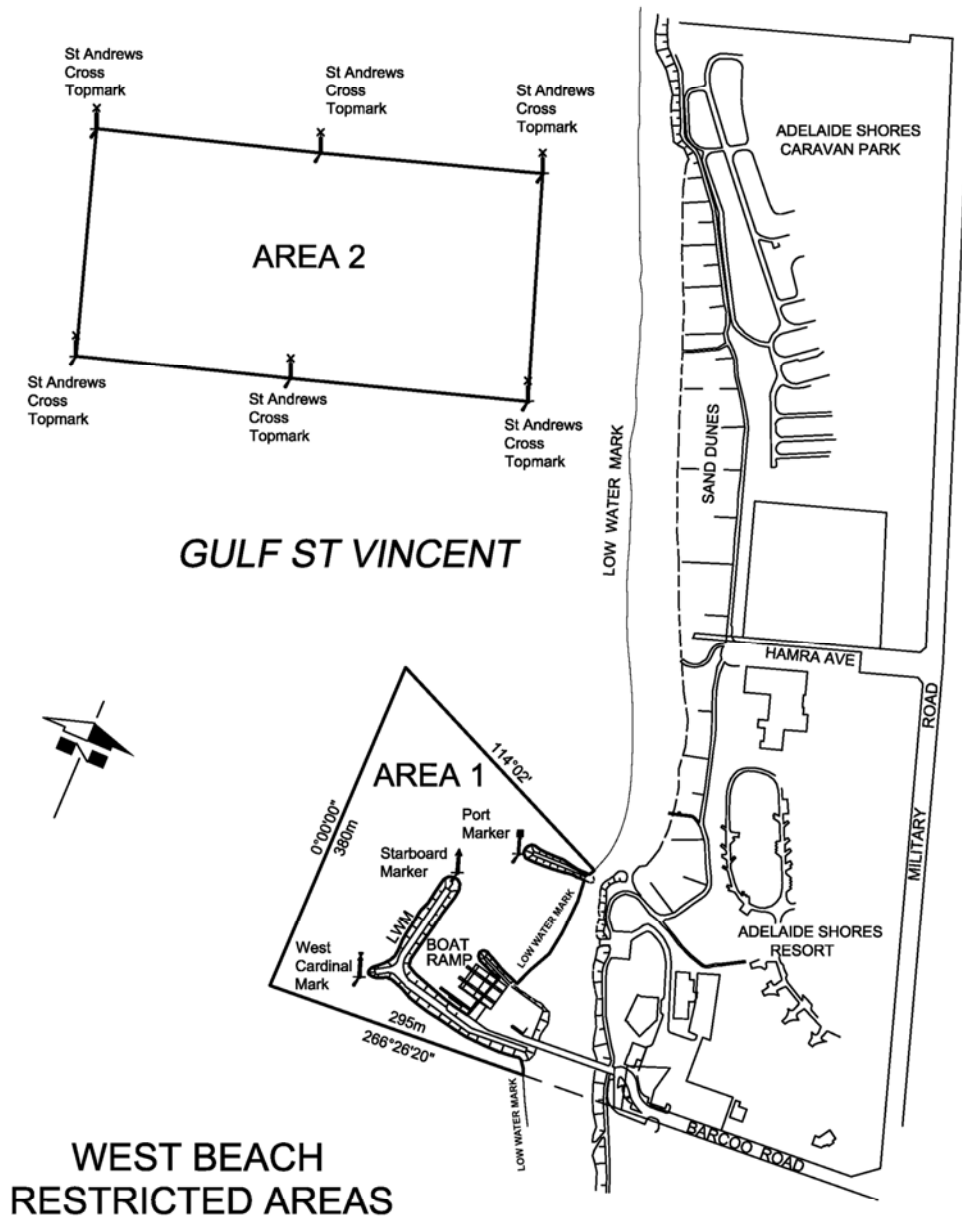 St Andrews
Cross
Topmark
St Andrews
Cross
Topmark
St Andrews
Cross
Topmark
ADELAIDE SHORES
CARAVAN PARK
AREA 2
St Andrews
Cross
Topmark
St Andrews
Cross
Topmark
St Andrews
Cross
Topmark
LOW WATER MARK
SAND DUNES
GULF ST VINCENT
HAMRA AVE
MILITARY ROAD
N
AREA 1
114°02'
0°00'00"
380m
Port
Marker
Starboard
Marker
LWM
BOAT
RAMP
LOW WATER MARK
West
Cardinal
Mark
ADELAIDE SHORES
RESORT
295m
266°26'20"
LOW WATER MARK
BARCOO ROAD
WEST BEACH
RESTRICTED AREAS